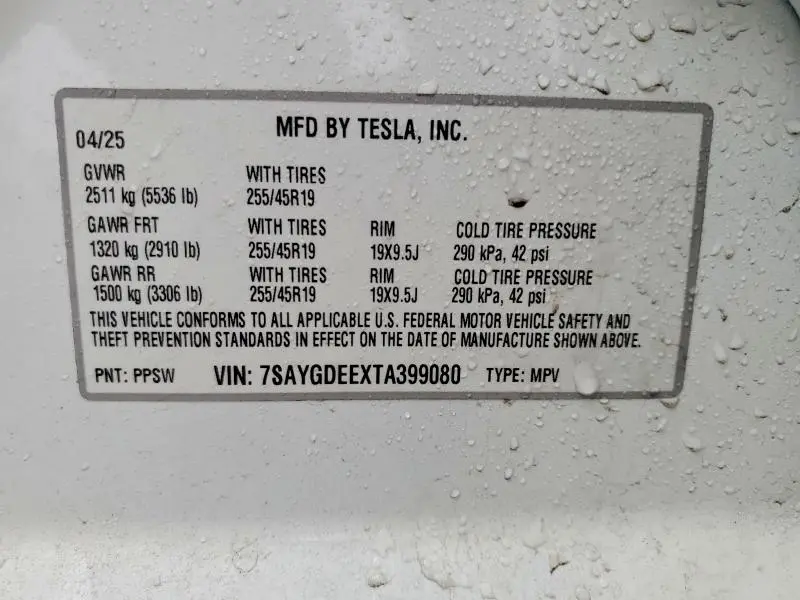 MFD BY TESLA, INC.
04/25
GVWR WITH TIRES
2511 kg (5536 lb) 255/45R19
GAWR FRT WITH TIRES RIM COLD TIRE PRESSURE
1320 kg (2910 lb) 255/45R19 19X9.5J 290 kPa, 42 psi
GAWR RR WITH TIRES RIM COLD TIRE PRESSURE
1500 kg (3306 lb) 255/45R19 19X9.5J 290 kPa, 42 psi
THIS VEHICLE CONFORMS TO ALL APPLICABLE U.S. FEDERAL MOTOR VEHICLE SAFETY AND
THEFT PREVENTION STANDARDS IN EFFECT ON THE DATE OF MANUFACTURE SHOWN ABOVE.
PNT: PPSW VIN: 7SAYGDEEXTA399080 TYPE: MPV